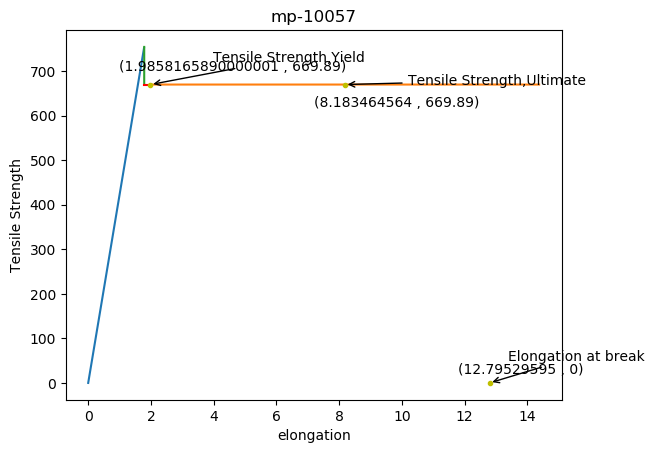 mp-10057
Tensile Strength,Yield
(1.9858165890000001 , 669.89)
Tensile Strength,Ultimate
(8.183464564 , 669.89)
Elongation at break
(12.79529595 , 0)
Tensile Strength
700
600
500
400
300
200
100
0
0 2 4 6 8 10 12 14
elongation